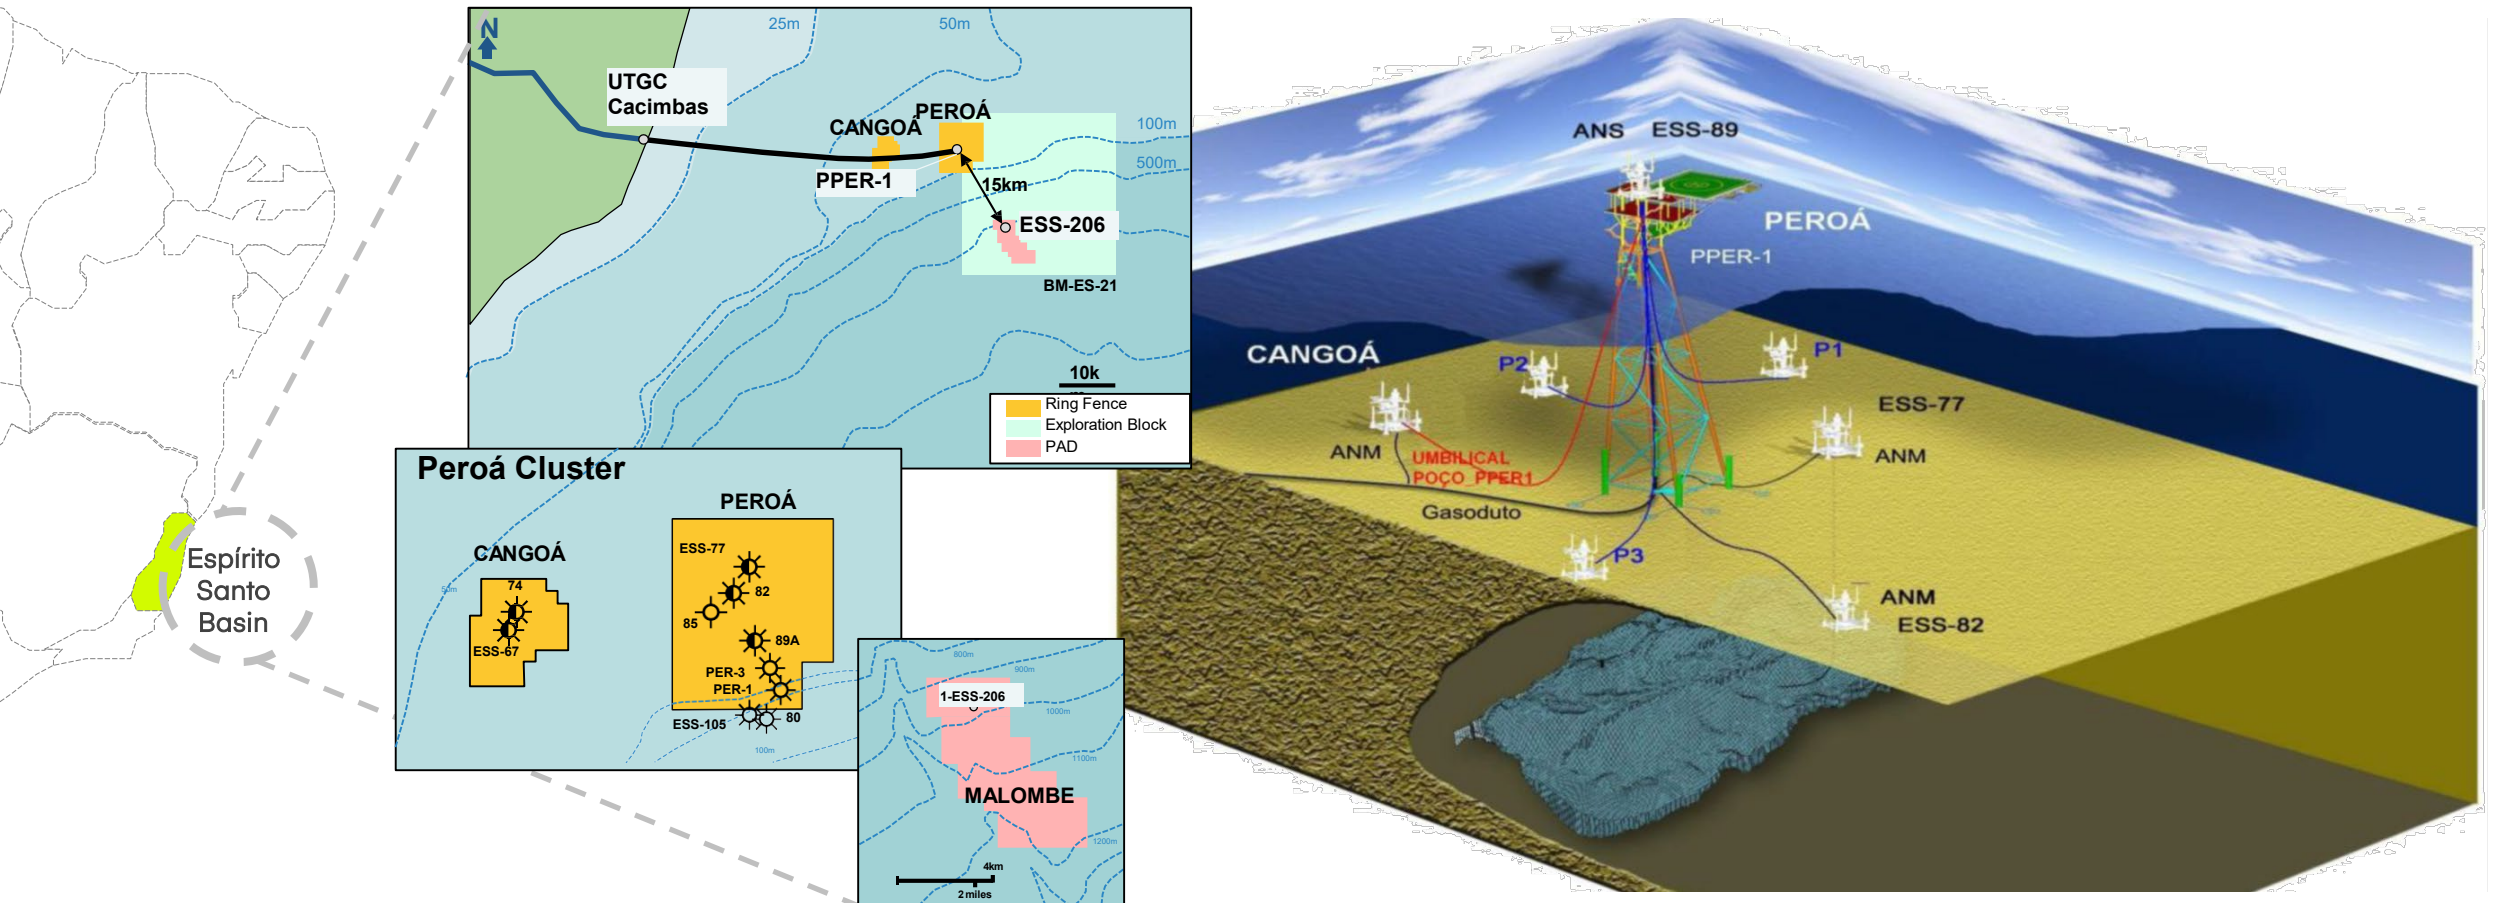 N
25m
50m
UTGC
Cacimbas
CANGOÁ
PEROÁ
100m
500m
PPER-1
15km
ESS-206
BM-ES-21
10k
Ring Fence
Exploration Block
PAD
Espírito
Santo
Basin
Peroá Cluster
PEROÁ
CANGOÁ
ESS-77
74
82
50m
85
89A
ESS-67
PER-3
PER-1
ESS-105
80
100m
800m
900m
1-ESS-206
1000m
1100m
MALOMBE
1200m
4km
2 miles
ANS ESS-89
PEROÁ
PPER-1
CANGOÁ
P2
P1
ESS-77
ANM
UMBILICAL
POÇO PPER1
ANM
Gasoduto
P3
ANM
ESS-82